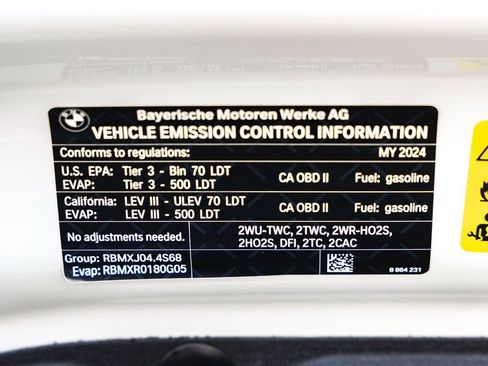 BMW
Bayerische Motoren Werke AG
VEHICLE EMISSION CONTROL INFORMATION
Conforms to regulations: MY 2024
U.S. EPA: Tier 3 - Bin 70 LDT CA OBD II Fuel: gasoline
EVAP: Tier 3 - 500 LDT
California: LEV III - ULEV 70 LDT CA OBD II Fuel: gasoline
EVAP: LEV III - 500 LDT
No adjustments needed. 2WU-TWC, 2TWC, 2WR-HO2S,
2HO2S, DFI, 2TC, 2CAC
Group: RBMXJ04.4S68
Evap: RBMXR0180G05
8 864 231